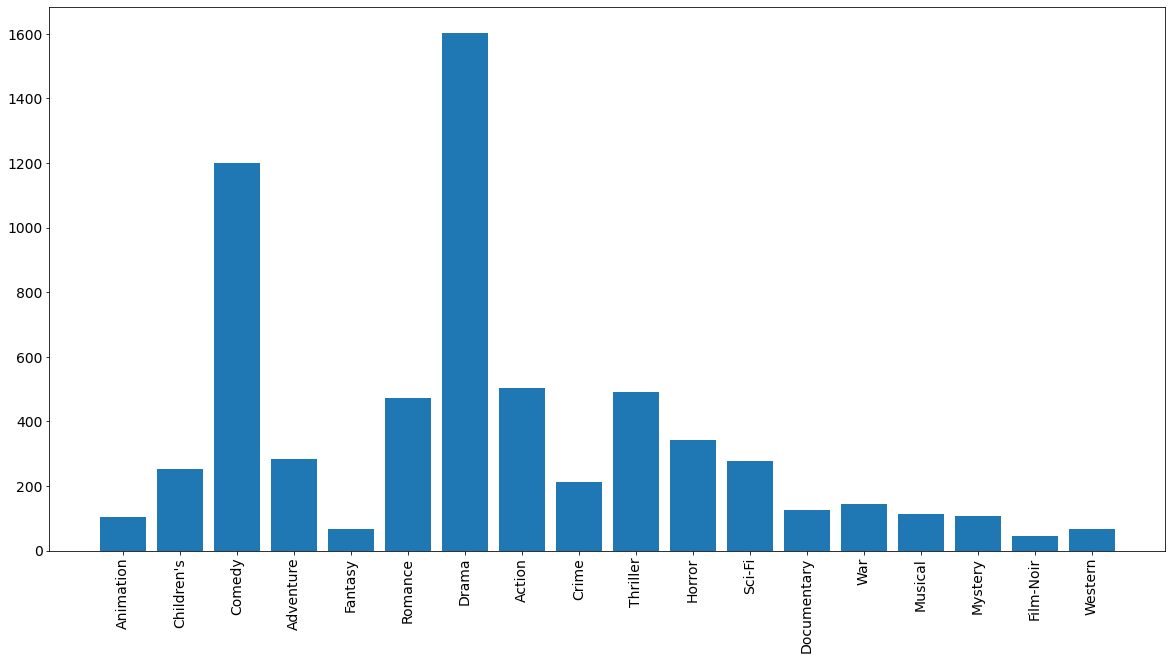 1600
1400
1200
1000
800
600
400
200
0
Animation
Children's
Comedy
Adventure
Fantasy
Romance
Drama
Action
Crime
Thriller
Horror
Sci-Fi
Documentary
War
Musical
Mystery
Film-Noir
Western